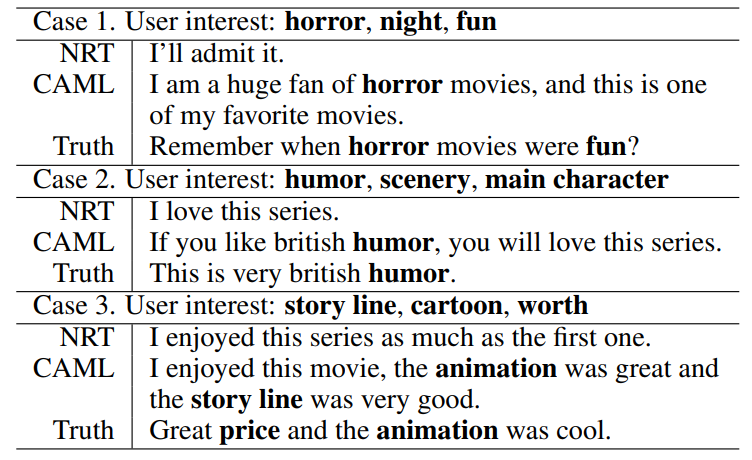 Case 1. User interest: horror, night, fun
NRT I'll admit it.
CAML I am a huge fan of horror movies, and this is one
of my favorite movies.
Truth Remember when horror movies were fun?
Case 2. User interest: humor, scenery, main character
NRT I love this series.
CAML If you like british humor, you will love this series.
Truth This is very british humor.
Case 3. User interest: story line, cartoon, worth
NRT I enjoyed this series as much as the first one.
CAML I enjoyed this movie, the animation was great and
the story line was very good.
Truth Great price and the animation was cool.